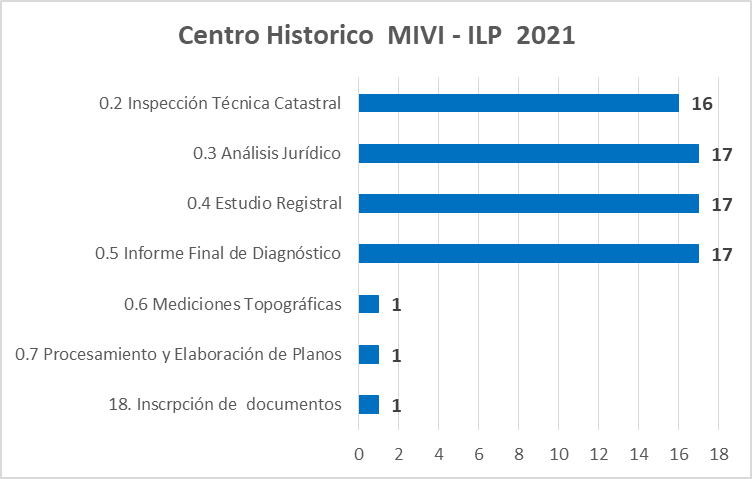 Centro Historico  MIVI - ILP  2021
0.2 Inspección Técnica Catastral
16
0.3 Análisis Jurídico
17
0.4 Estudio Registral
17
0.5 Informe Final de Diagnóstico
17
0.6 Mediciones Topográficas
1
0.7 Procesamiento y Elaboración de Planos
1
18. Inscrpción de  documentos
1
0 2 4 6 8 10 12 14 16 18